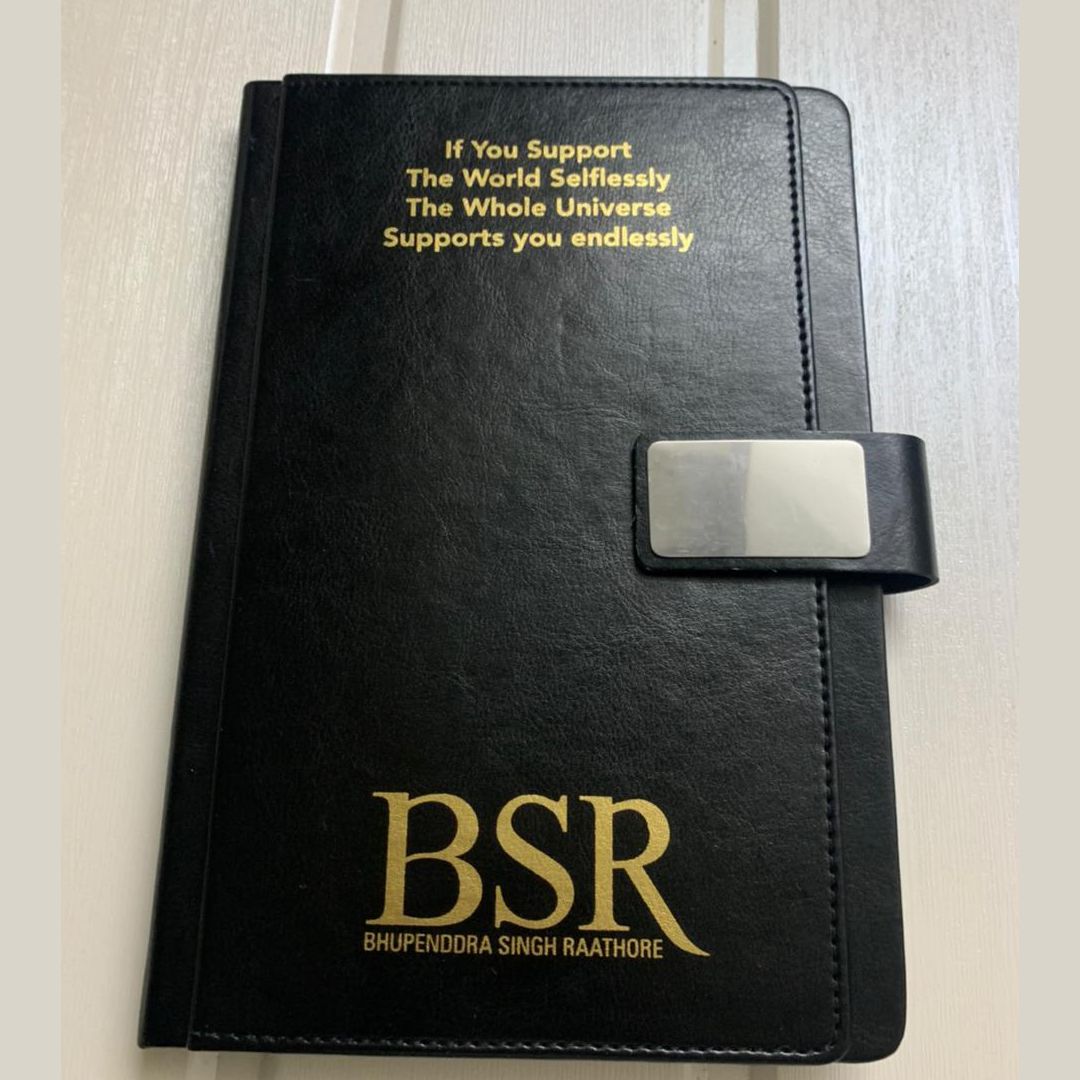 If You Support
The World Selflessly
The Whole Universe
Supports you endlessly
BSR
BHUPENDDRA SINGH RAATHORE